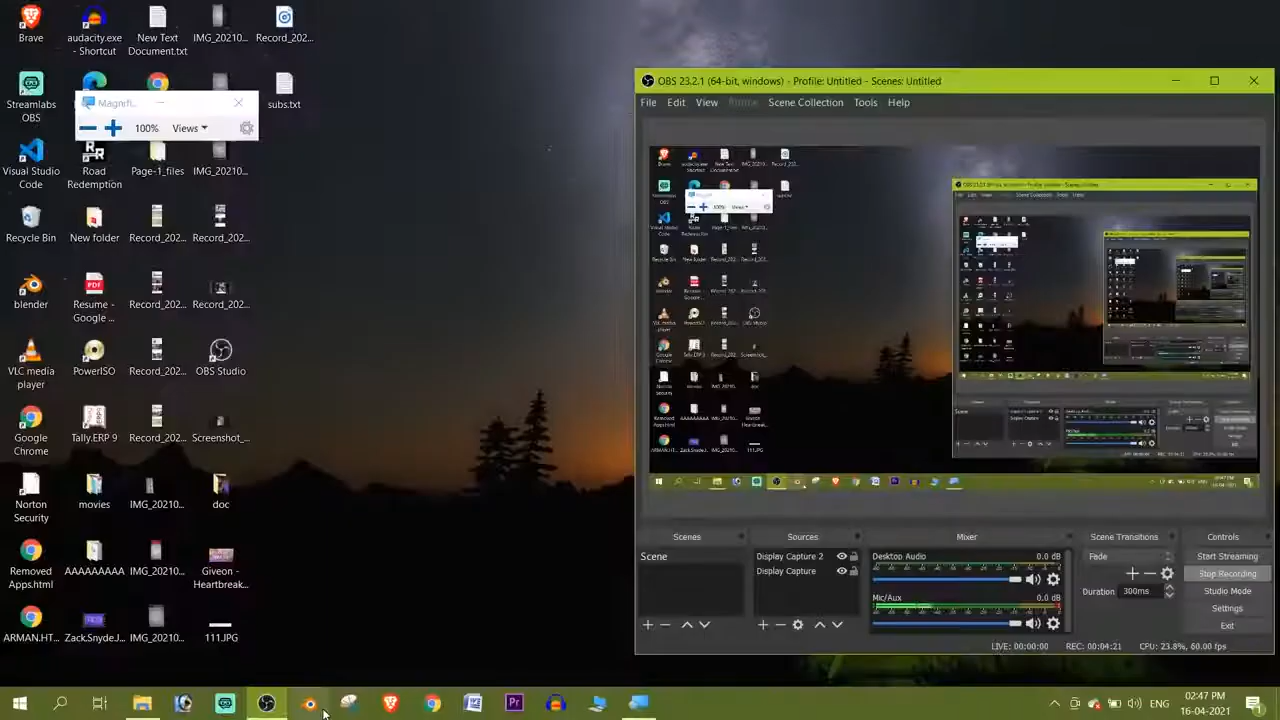 Brave
audacity.exe
- Shortcut
New Text
Document.txt
IMG_20210...
Record_202...
Streamlabs
OBS
subs.txt
Magnifi...
100%
Views
Visual Studio
Code
Road
Redemption
Page-1_files
IMG_20210...
Recycle Bin
New folder
Record_202...
Record_202...
blender
Resume -
Google ...
Record_202...
Record_202...
VLC media
player
PowerISO
Record_202...
OBS Studio
Google
Chrome
Tally.ERP 9
Record_202...
Screenshot_...
Norton
Security
movies
IMG_20210...
doc
Removed
Apps.html
AAAAAAAA
IMG_20210...
Giveon -
Heartbreak...
ARMAN.HT...
Zack.Snyde.J...
IMG_20210...
111.JPG
OBS 23.2.1 (64-bit, windows) - Profile: Untitled - Scenes: Untitled
File Edit View Profile Scene Collection Tools Help
Scenes
Scene
Sources
Display Capture 2
Display Capture
Mixer
Desktop Audio
0.0 dB
Mic/Aux
0.0 dB
Scene Transitions
Fade
Duration 300ms
Controls
Start Streaming
Stop Recording
Studio Mode
Settings
Exit
LIVE: 00:00:00
REC: 00:04:21
CPU: 23.8%, 60.00 fps
ENG
02:47 PM
16-04-2021